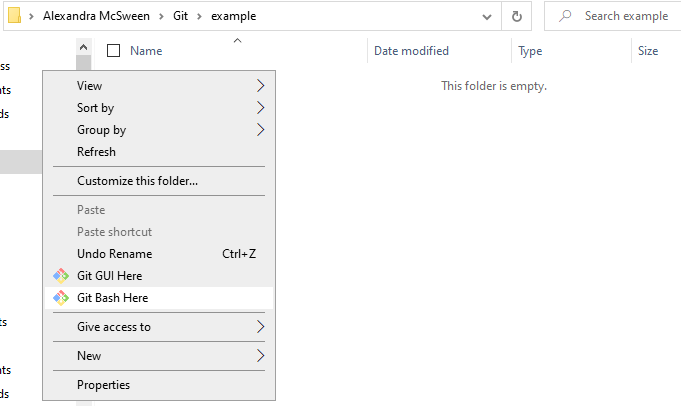 Alexandra McSween > Git > example
Search example
Name
Date modified
Type
Size
This folder is empty.
ss
nts
ds
ts
nts
ds
View
Sort by
Group by
Refresh
Customize this folder...
Paste
Paste shortcut
Undo Rename Ctrl+Z
Git GUI Here
Git Bash Here
Give access to
New
Properties